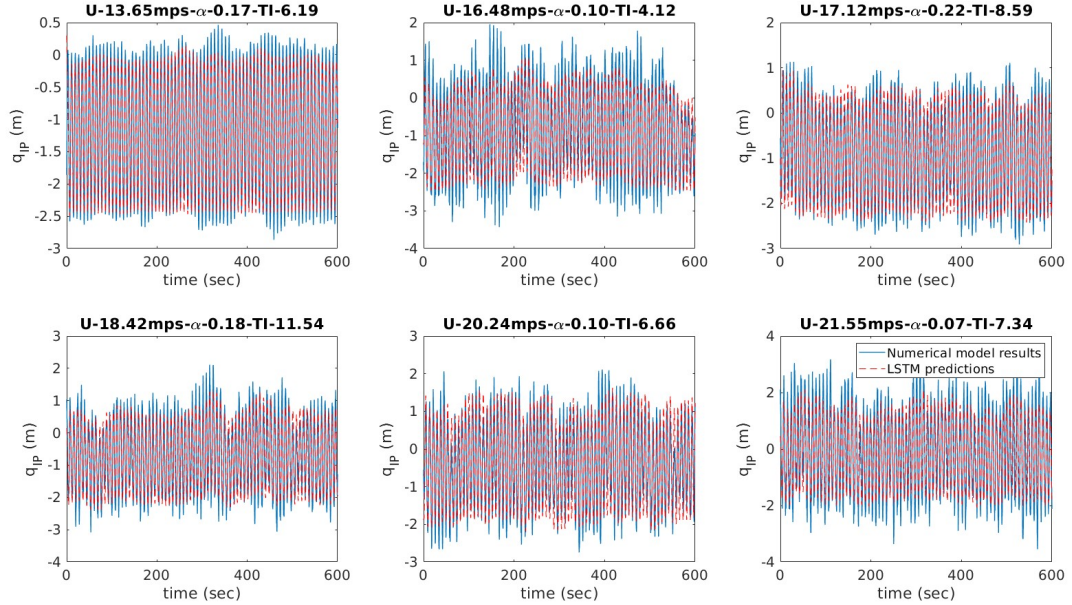 U-13.65mps-α-0.17-TI-6.19
0.5
0
-0.5
-1
-1.5
-2
-2.5
-3
q_IP (m)
0 200 400 600
time (sec)
U-16.48mps-α-0.10-TI-4.12
2
1
0
-1
-2
-3
-4
q_IP (m)
0 200 400 600
time (sec)
U-17.12mps-α-0.22-TI-8.59
2
1
0
-1
-2
-3
q_IP (m)
0 200 400 600
time (sec)
U-18.42mps-α-0.18-TI-11.54
3
2
1
0
-1
-2
-3
-4
q_IP (m)
0 200 400 600
time (sec)
U-20.24mps-α-0.10-TI-6.66
3
2
1
0
-1
-2
-3
q_IP (m)
0 200 400 600
time (sec)
U-21.55mps-α-0.07-TI-7.34
4
2
0
-2
-4
q_IP (m)
0 200 400 600
time (sec)
Numerical model results
LSTM predictions